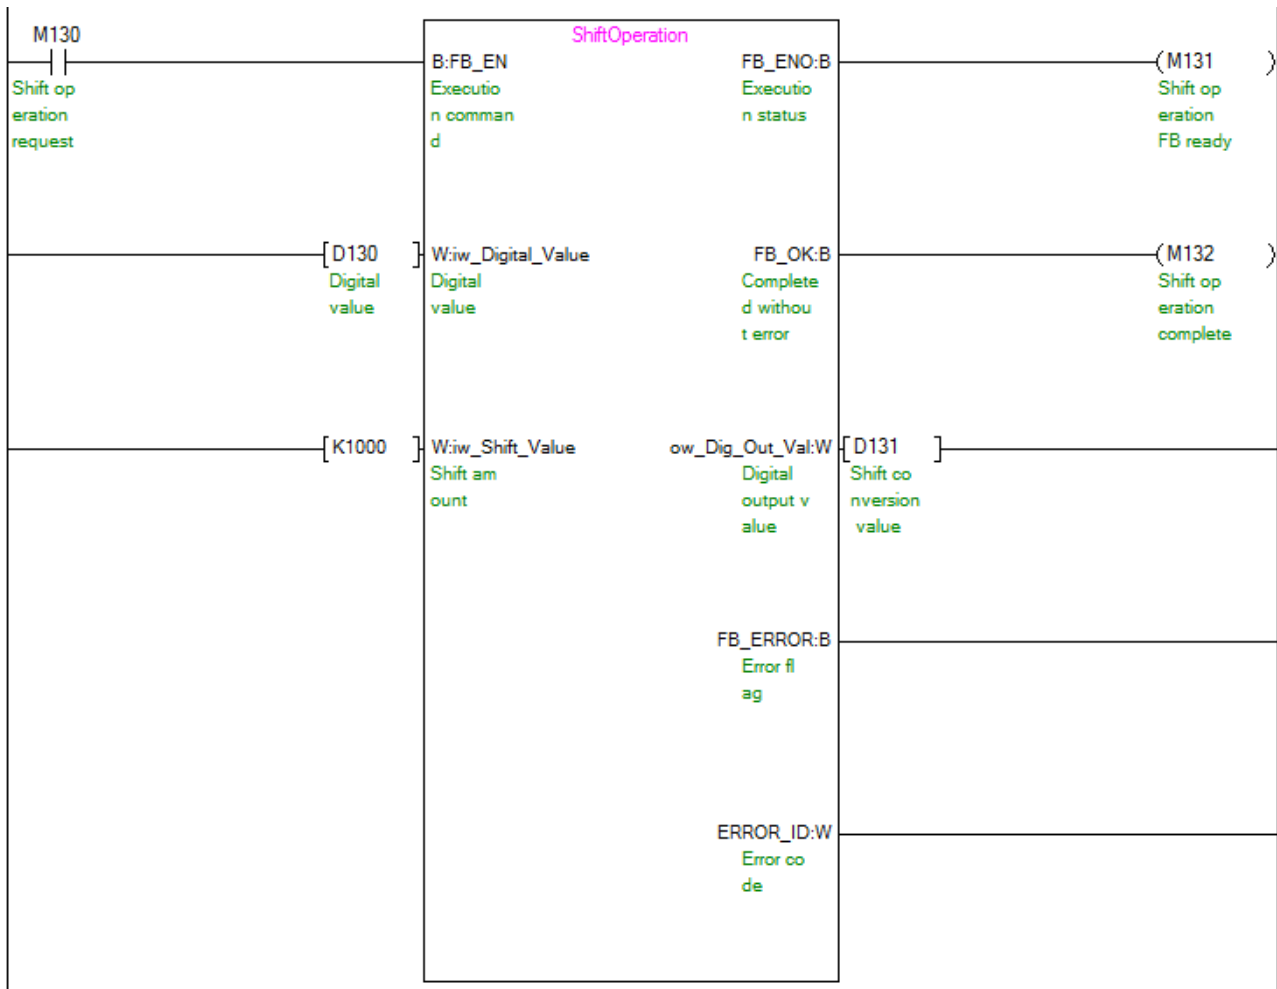 M130
Shift op
eration
request
ShiftOperation
B:FB_EN
Executio
n comman
d
FB_ENO:B
Executio
n status
M131
Shift op
eration
FB ready
D130
Digital
value
W:iw_Digital_Value
Digital
value
FB_OK:B
Complete
d withou
t error
M132
Shift op
eration
complete
K1000
W:iw_Shift_Value
Shift am
ount
ow_Dig_Out_Val:W
Digital
output v
alue
D131
Shift co
nversion
value
FB_ERROR:B
Error fl
ag
ERROR_ID:W
Error co
de